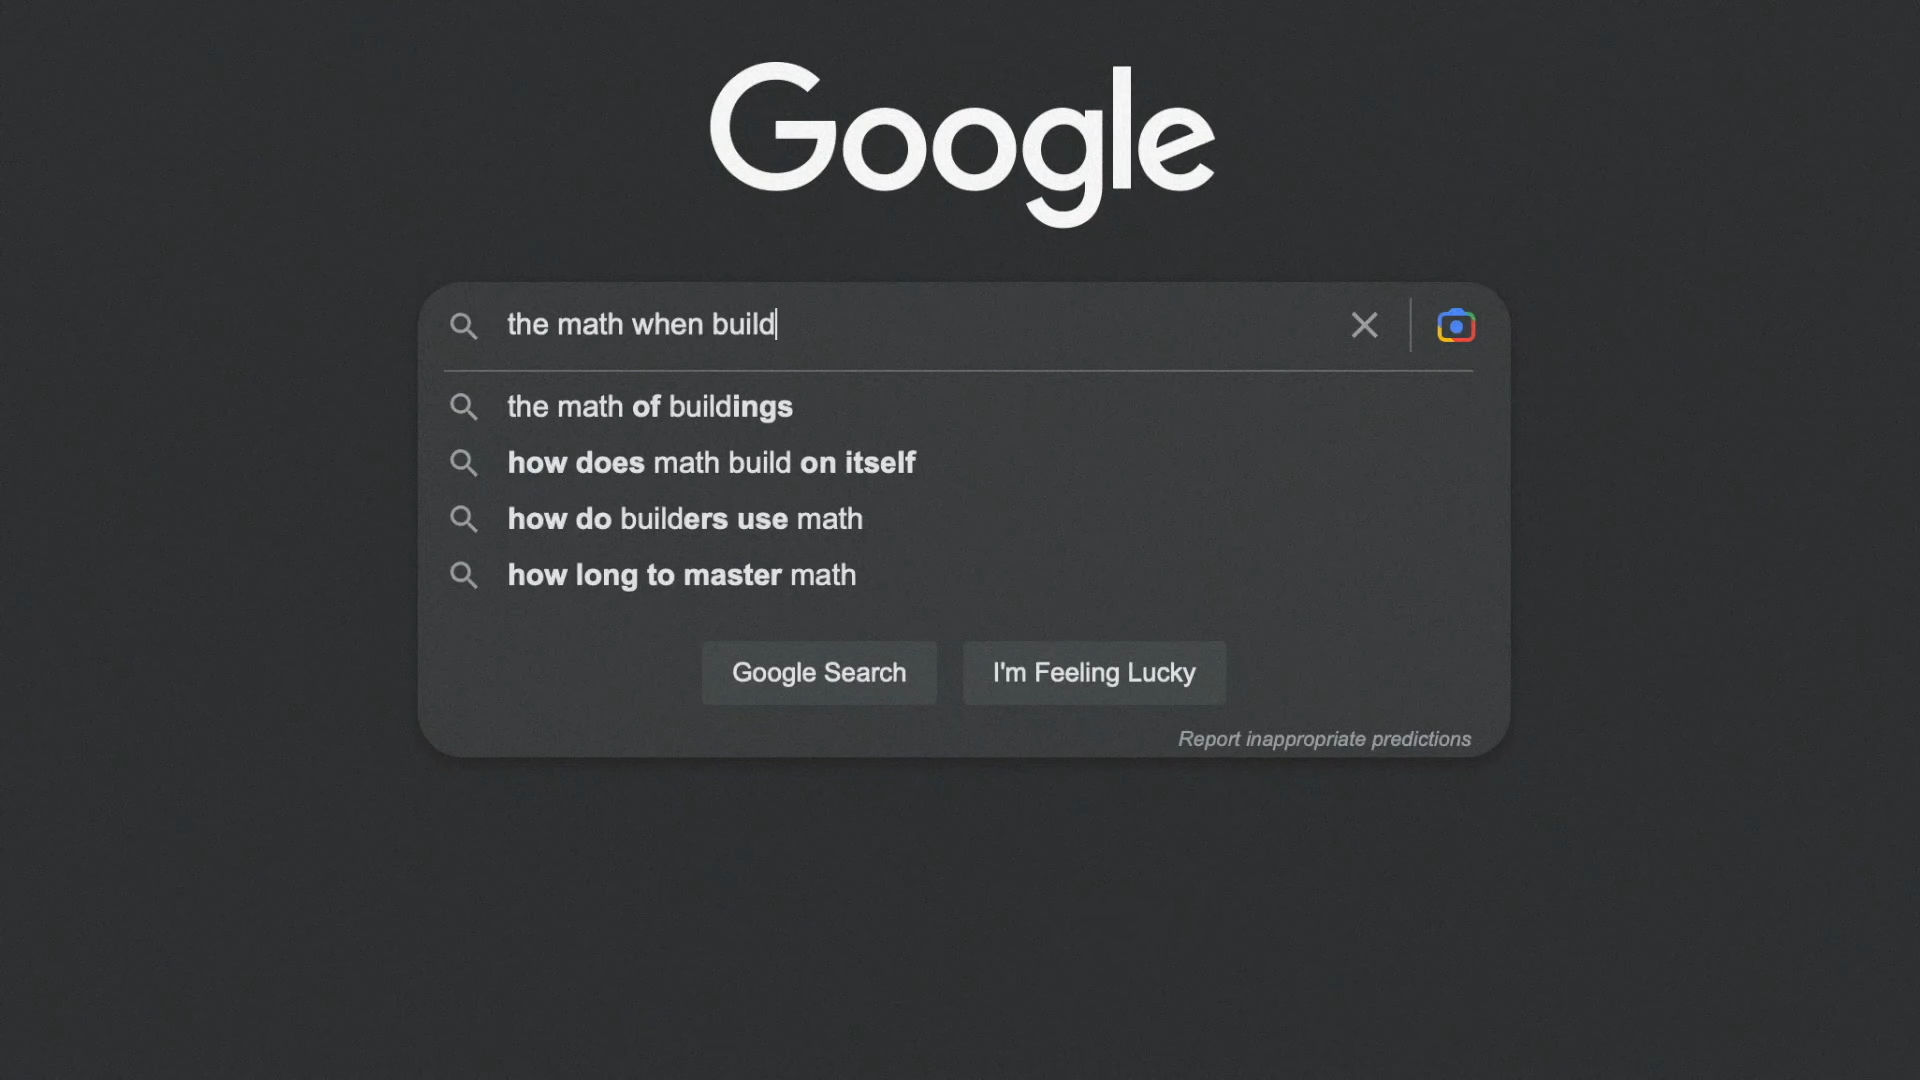 Google
the math when build
the math of buildings
how does math build on itself
how do builders use math
how long to master math
Google Search
I'm Feeling Lucky
Report inappropriate predictions